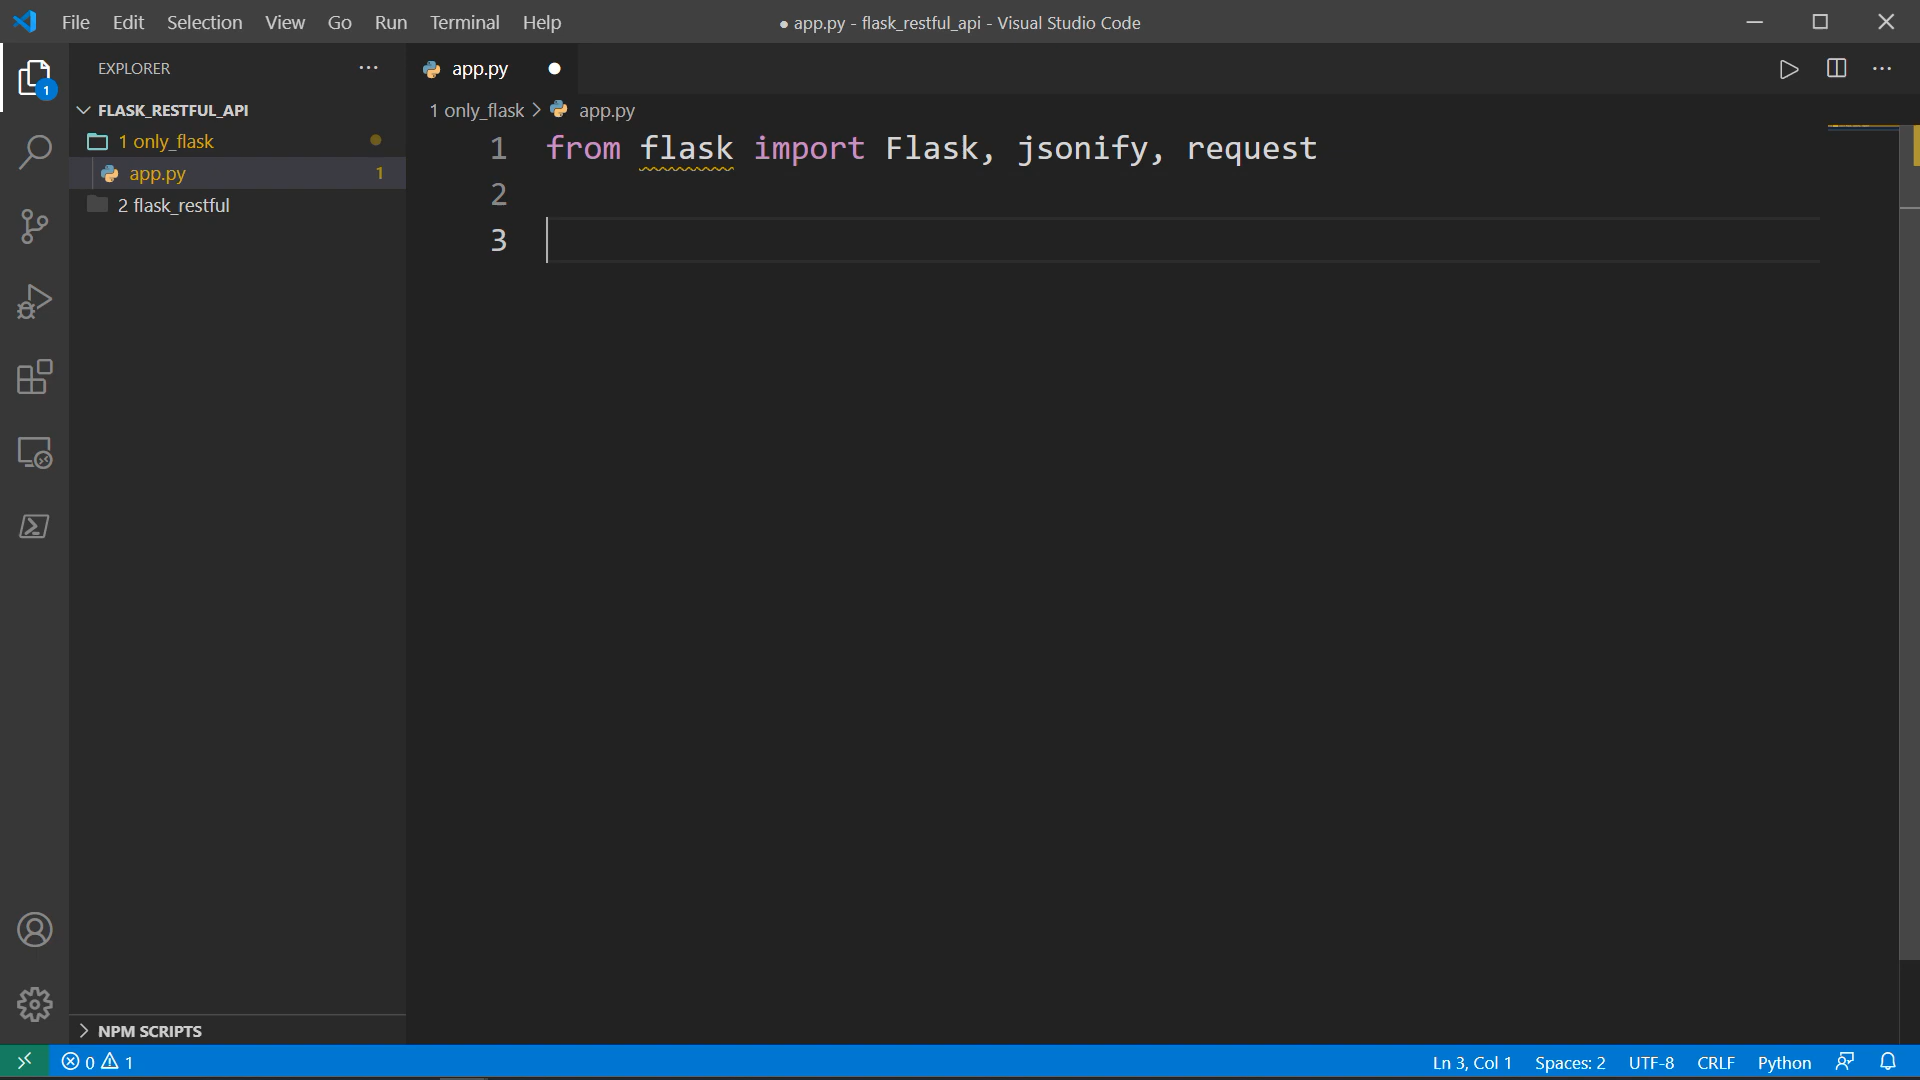 File Edit Selection View Go Run Terminal Help
● app.py - flask_restful_api - Visual Studio Code
1
EXPLORER
FLASK_RESTFUL_API
1 only_flask
app.py 1
2 flask_restful
NPM SCRIPTS
app.py
1 only_flask > app.py
1 from flask import Flask, jsonify, request
2
3
0 1
Ln 3, Col 1 Spaces: 2 UTF-8 CRLF Python